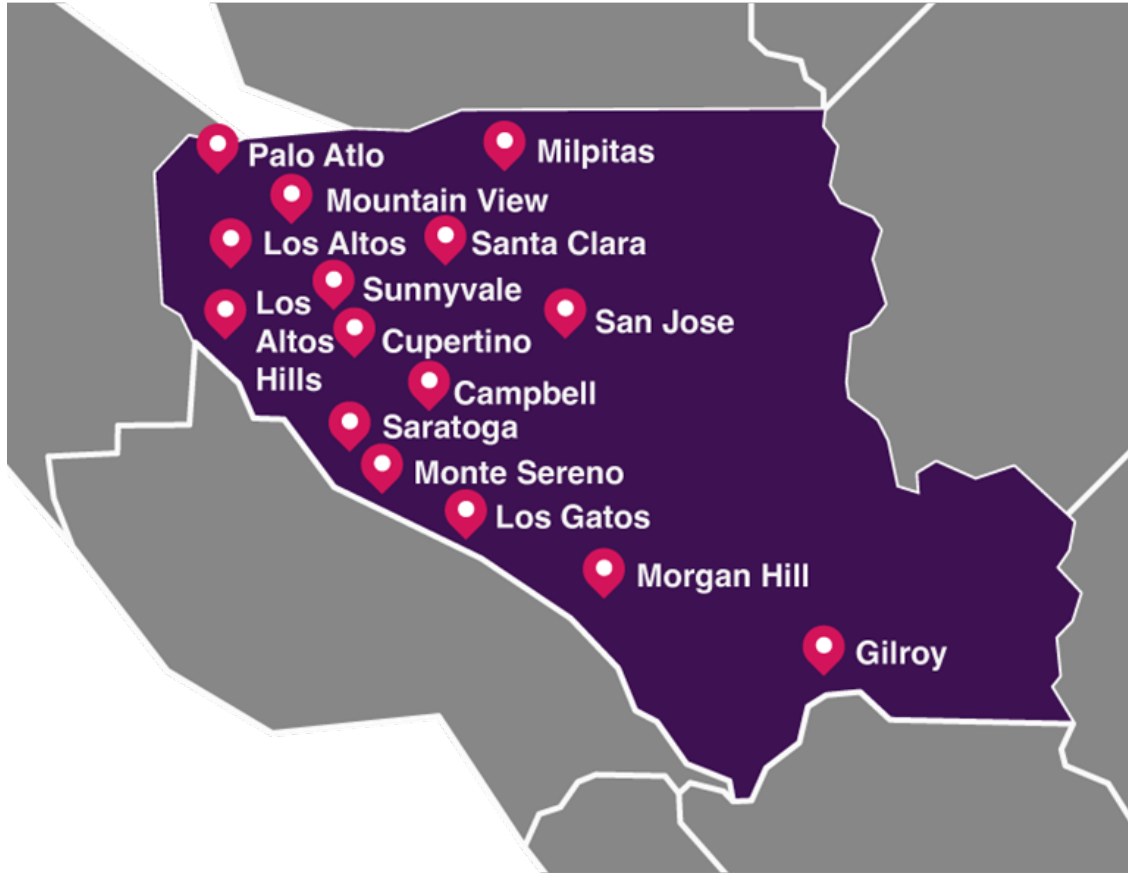 Palo Atlo
Milpitas
Mountain View
Los Altos
Santa Clara
Sunnyvale
Los
Altos
Hills
San Jose
Cupertino
Campbell
Saratoga
Monte Sereno
Los Gatos
Morgan Hill
Gilroy